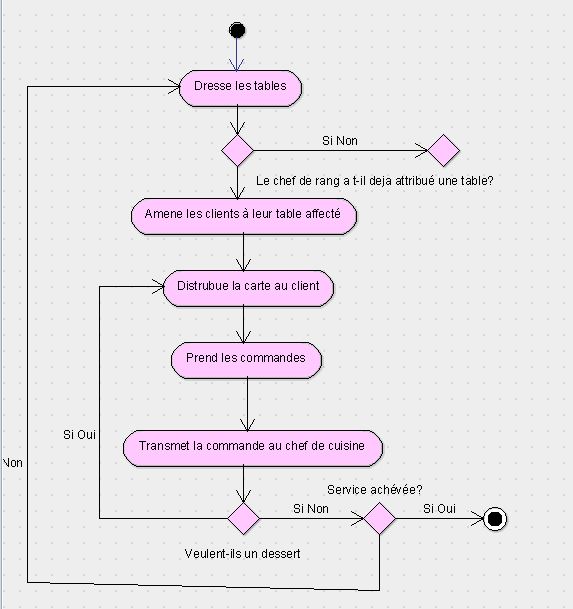 Dresse les tables
Si Non
Le chef de rang a t-il deja attribué une table?
Amene les clients à leur table affecté
Distrubue la carte au client
Prend les commandes
Si Oui
Transmet la commande au chef de cuisine
Non
Service achévée?
Si Non
Si Oui
Veulent-ils un dessert